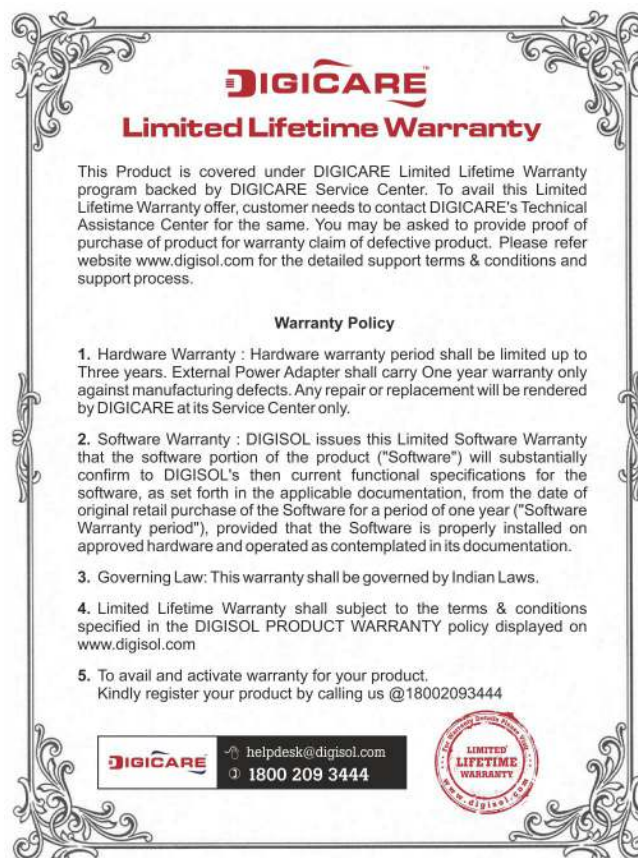 DIGICARE™
Limited Lifetime Warranty
This Product is covered under DIGICARE Limited Lifetime Warranty
program backed by DIGICARE Service Center. To avail this Limited
Lifetime Warranty offer, customer needs to contact DIGICARE's Technical
Assistance Center for the same. You may be asked to provide proof of
purchase of product for warranty claim of defective product. Please refer
website www.digisol.com for the detailed support terms & conditions and
support process.
Warranty Policy
1. Hardware Warranty : Hardware warranty period shall be limited up to
Three years. External Power Adapter shall carry One year warranty only
against manufacturing defects. Any repair or replacement will be rendered
by DIGICARE at its Service Center only.
2. Software Warranty : DIGISOL issues this Limited Software Warranty
that the software portion of the product ("Software") will substantially
confirm to DIGISOL's then current functional specifications for the
software, as set forth in the applicable documentation, from the date of
original retail purchase of the Software for a period of one year ("Software
Warranty period"), provided that the Software is properly installed on
approved hardware and operated as contemplated in its documentation.
3. Governing Law: This warranty shall be governed by Indian Laws.
4. Limited Lifetime Warranty shall subject to the terms & conditions
specified in the DIGISOL PRODUCT WARRANTY policy displayed on
www.digisol.com
5. To avail and activate warranty for your product.
Kindly register your product by calling us @18002093444
DIGICARE
helpdesk@digisol.com
1800 209 3444
For Warranty Details Please Visit
LIMITED
LIFETIME
WARRANTY
www.digisol.com